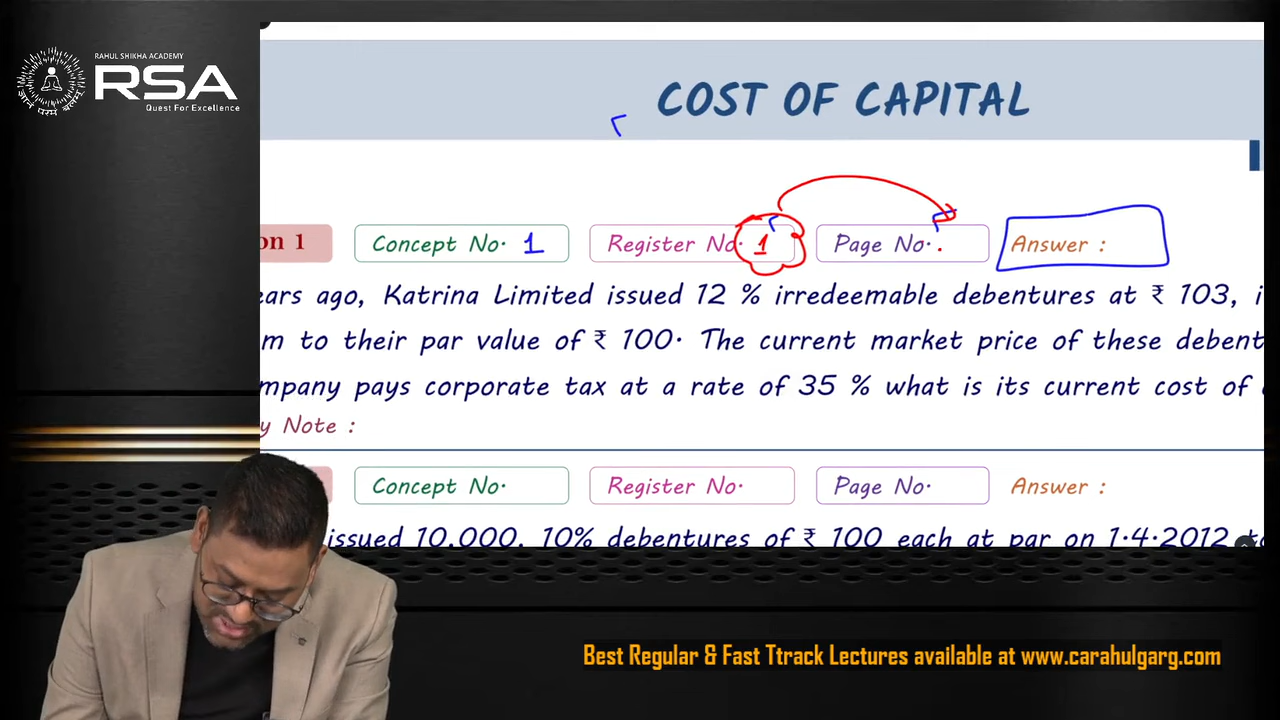 RAHUL SHIKHA ACADEMY
RSA
Quest For Excellence
ज्ञानं परमं बलम्
COST OF CAPITAL
on 1
Concept No. 1
Register No. 1
Page No.
Answer :
ears ago, Katrina Limited issued 12 % irredeemable debentures at ₹ 103,
m to their par value of ₹ 100. The current market price of these debent
mpany pays corporate tax at a rate of 35 % what is its current cost of
y Note :
Concept No.
Register No.
Page No.
Answer :
issued 10,000, 10% debentures of ₹ 100 each at par on 1.4.2012
Best Regular & Fast Ttrack Lectures available at www.carahulgarg.com